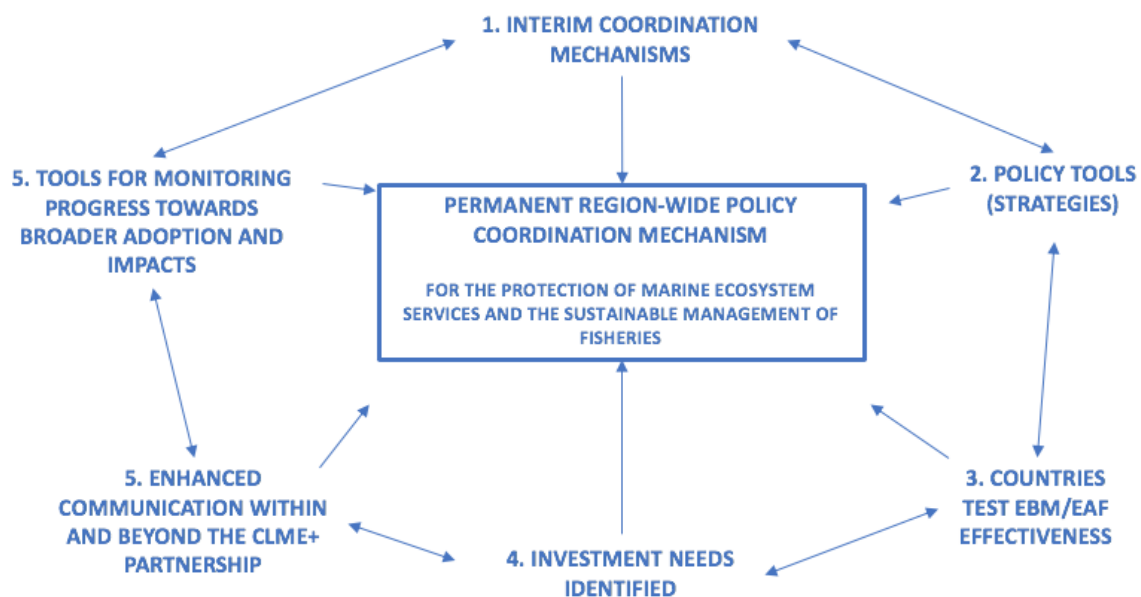 1. INTERIM COORDINATION
MECHANISMS
5. TOOLS FOR MONITORING
PROGRESS TOWARDS
BROADER ADOPTION AND
IMPACTS
2. POLICY TOOLS
(STRATEGIES)
PERMANENT REGION-WIDE POLICY
COORDINATION MECHANISM
FOR THE PROTECTION OF MARINE ECOSYSTEM
SERVICES AND THE SUSTAINABLE MANAGEMENT OF
FISHERIES
5. ENHANCED
COMMUNICATION WITHIN
AND BEYOND THE CLME+
PARTNERSHIP
3. COUNTRIES
TEST EBM/EAF
EFFECTIVENESS
4. INVESTMENT NEEDS
IDENTIFIED